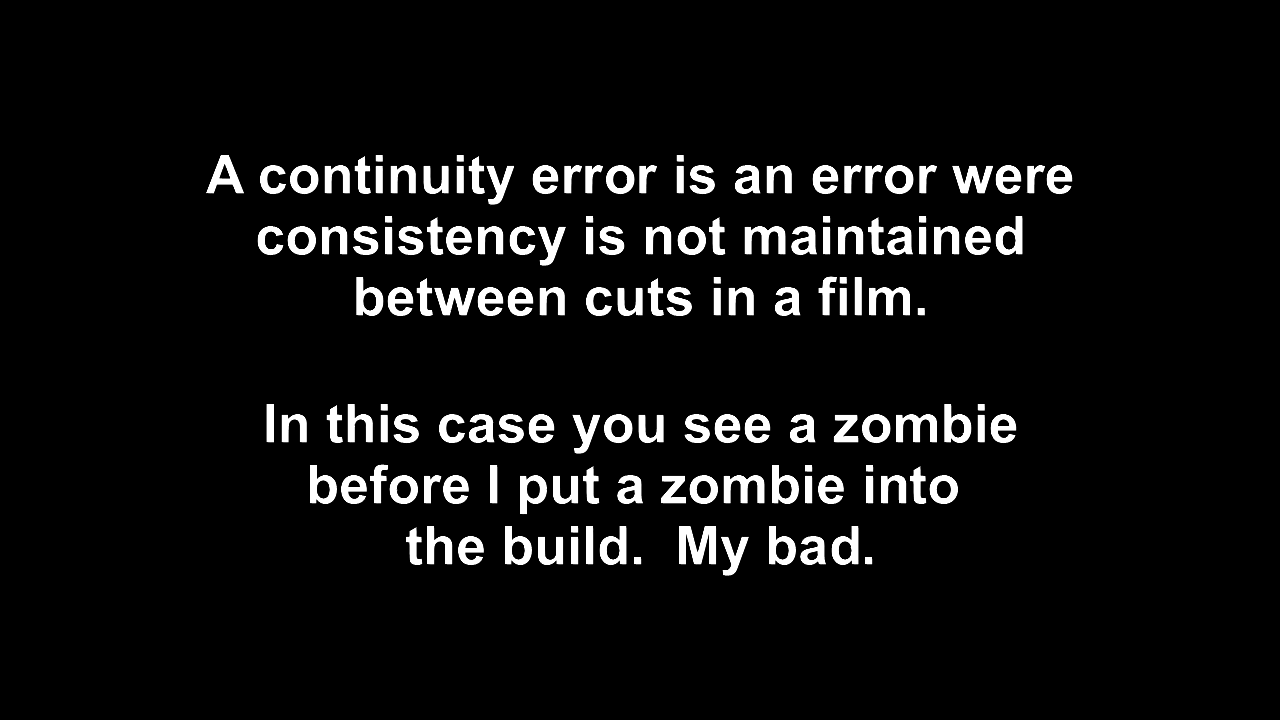 A continuity error is an error were
consistency is not maintained
between cuts in a film.
In this case you see a zombie
before I put a zombie into
the build.  My bad.